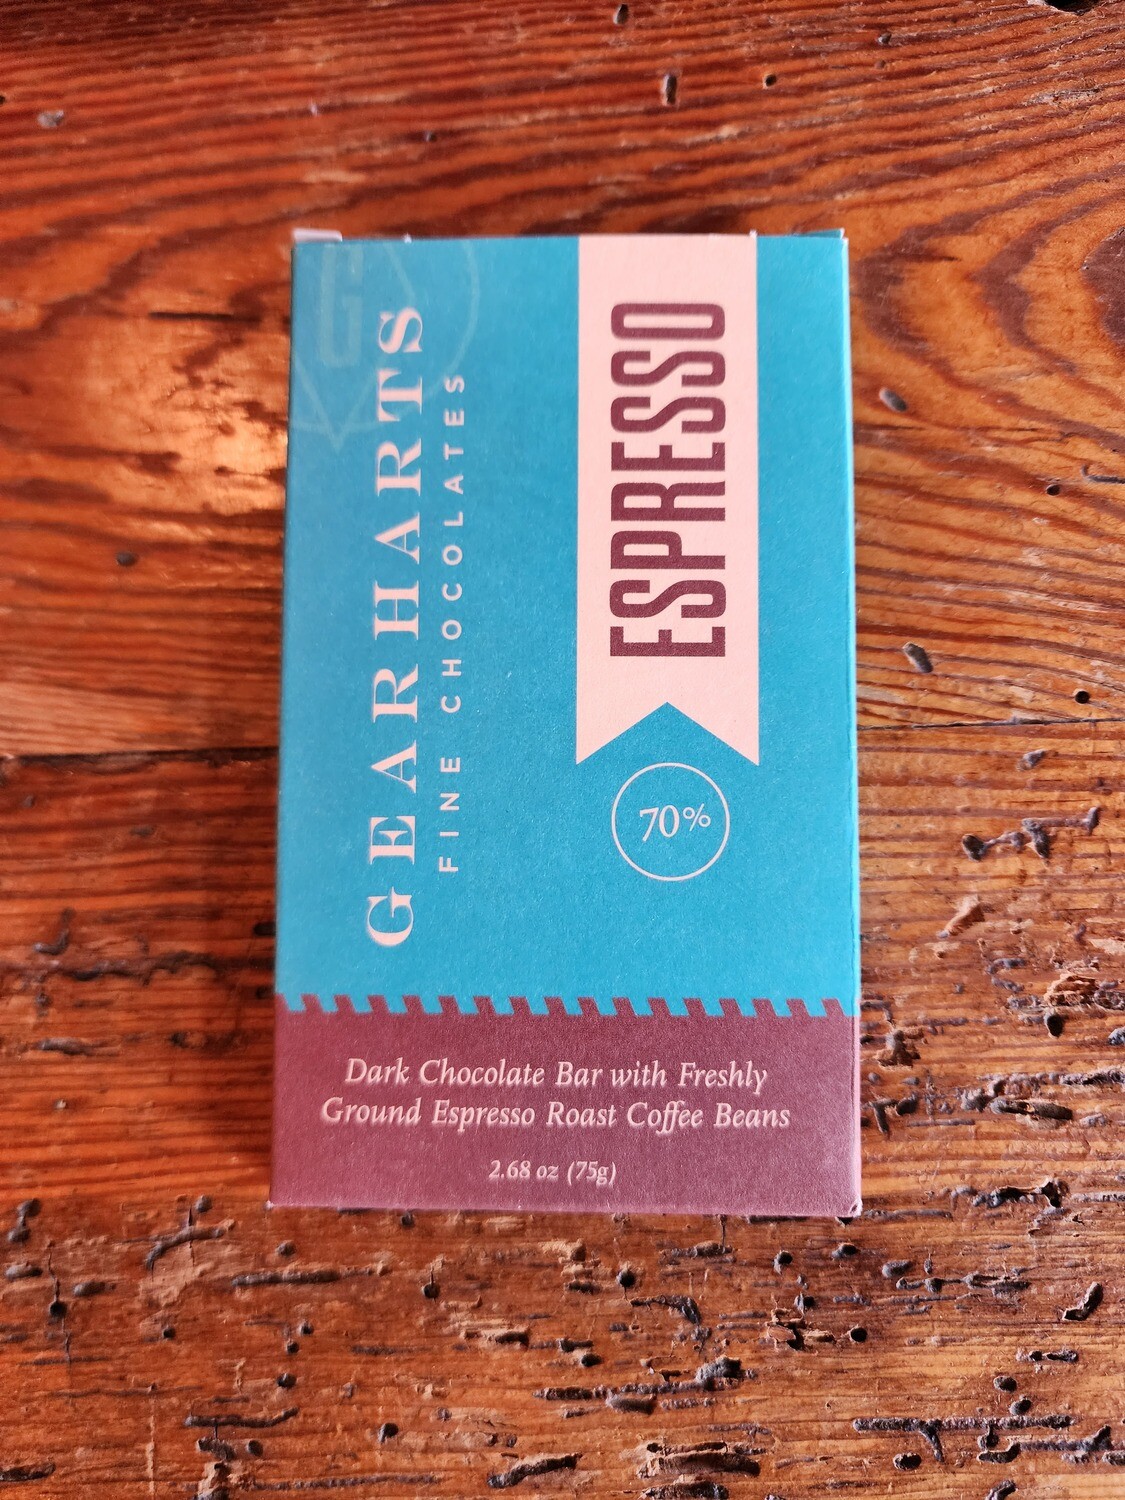 G
GEARHARTS
FINE CHOCOLATES
ESPRESSO
70%
Dark Chocolate Bar with Freshly
Ground Espresso Roast Coffee Beans
2.68 oz (75g)